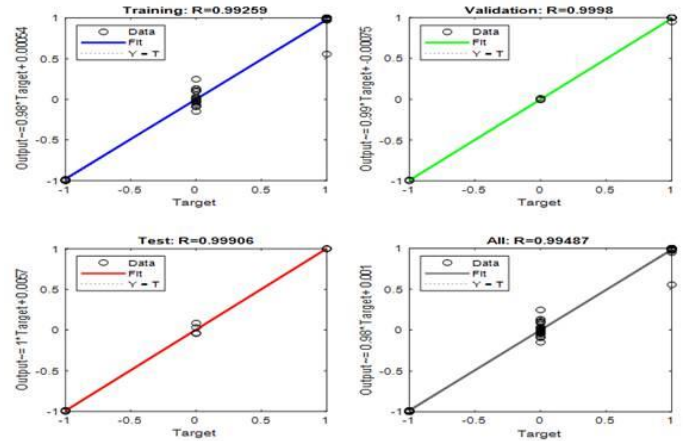 Training: R=0.99259
Output~=0.98*Target+0.00054
Data
Fit
Y = T
1
0.5
0
-0.5
-1
-1
-0.5
0
0.5
1
Target
Validation: R=0.9998
Output~=0.99*Target+-0.00075
Data
Fit
Y = T
1
0.5
0
-0.5
-1
-1
-0.5
0
0.5
1
Target
Test: R=0.99906
Output~=1*Target+0.0057
Data
Fit
Y = T
1
0.5
0
-0.5
-1
-1
-0.5
0
0.5
1
Target
All: R=0.99487
Output~=0.98*Target+0.001
Data
Fit
Y = T
1
0.5
0
-0.5
-1
-1
-0.5
0
0.5
1
Target